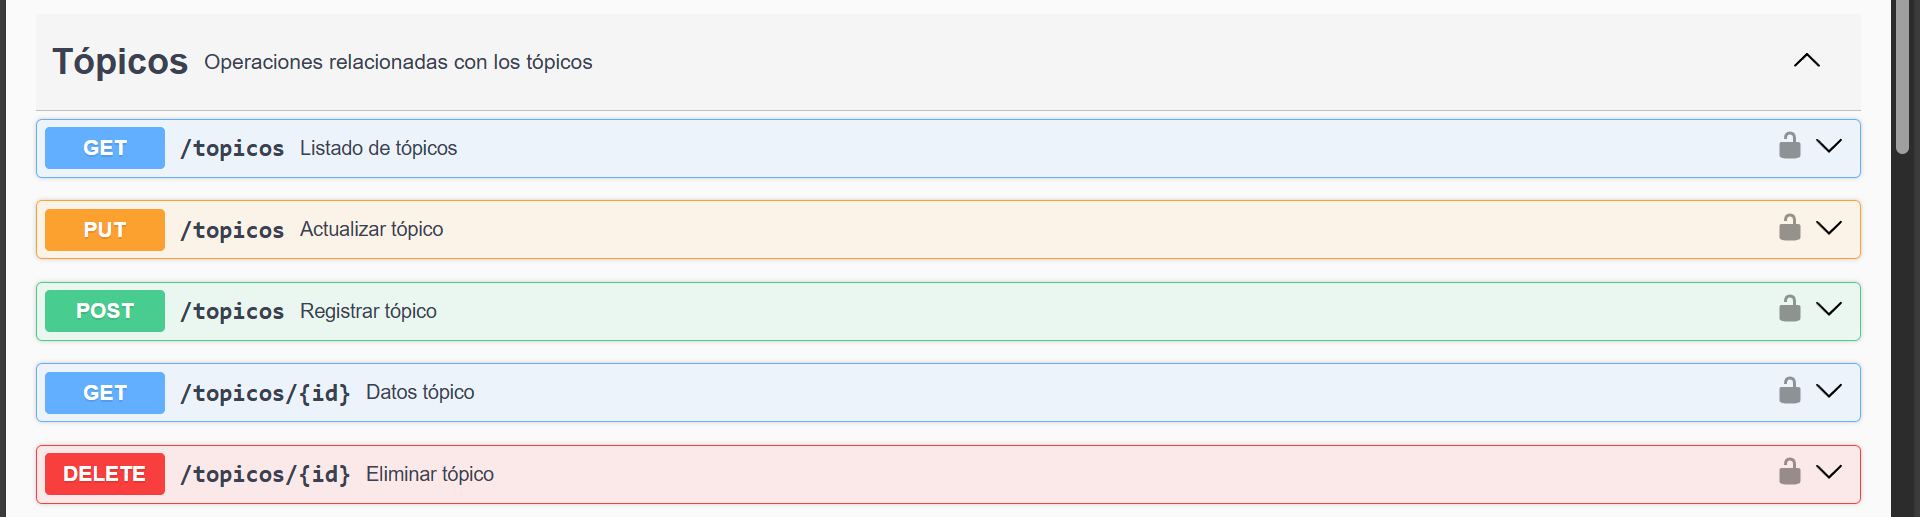 Tópicos Operaciones relacionadas con los tópicos
GET /topicos Listado de tópicos
PUT /topicos Actualizar tópico
POST /topicos Registrar tópico
GET /topicos/{id} Datos tópico
DELETE /topicos/{id} Eliminar tópico